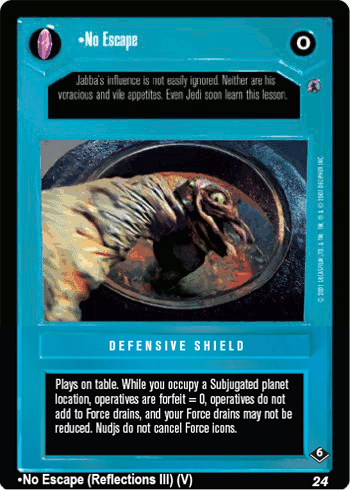 •No Escape
O
Jabba's influence is not easily ignored. Neither are his
voracious and vile appetites. Even Jedi soon learn this lesson.
DEFENSIVE SHIELD
Plays on table. While you occupy a Subjugated planet
location, operatives are forfeit = 0, operatives do not
add to Force drains, and your Force drains may not be
reduced. Nudjs do not cancel Force icons.
6
•No Escape (Reflections III) (V)
24